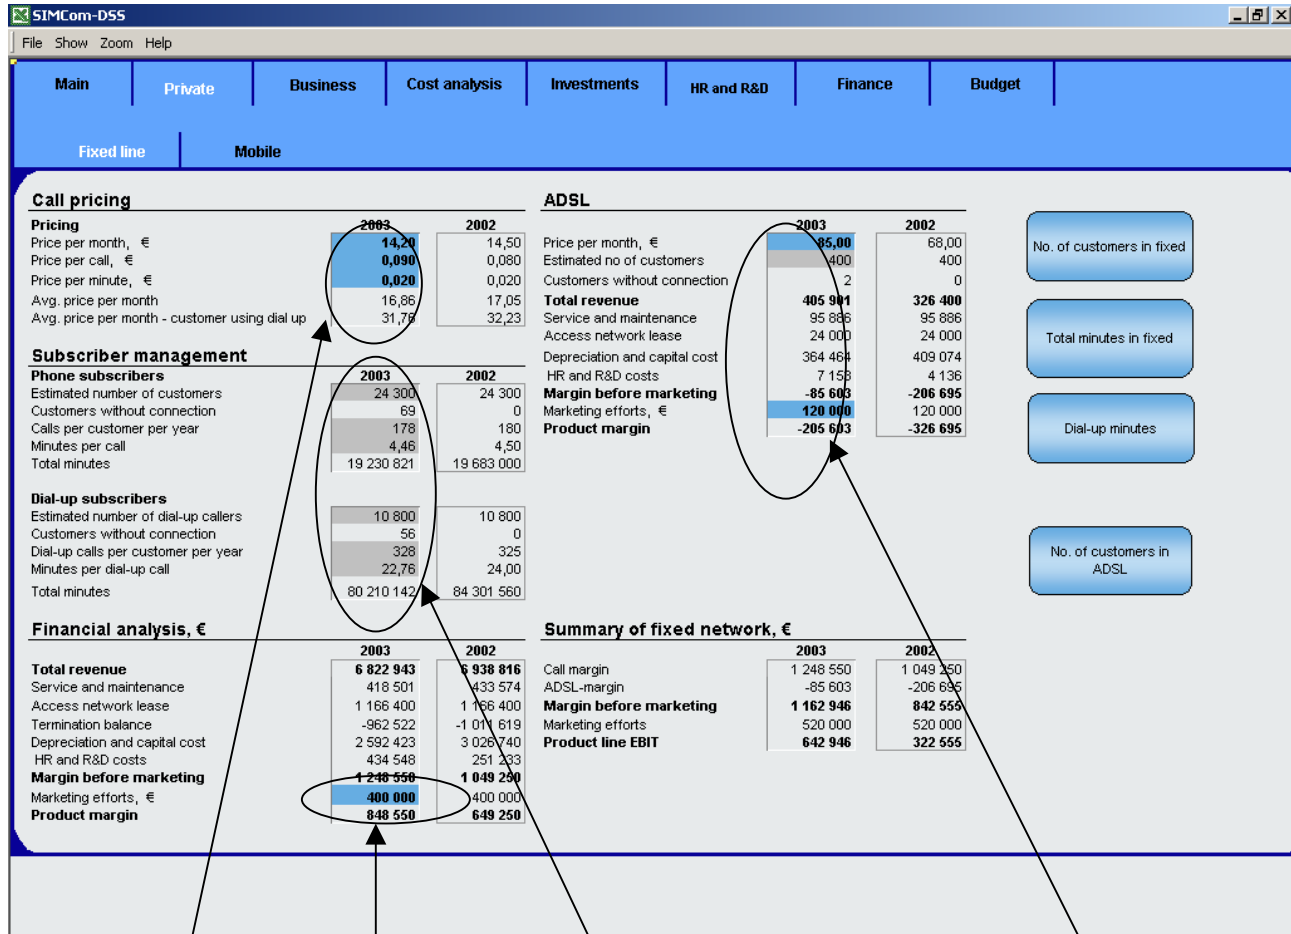 SIMCom-DSS
File Show Zoom Help
Main Private Business Cost analysis Investments HR and R&D Finance Budget
Fixed line Mobile
Call pricing
Pricing 2003 2002
Price per month, € 14,20 14,50
Price per call, € 0,090 0,080
Price per minute, € 0,020 0,020
Avg. price per month 16,86 17,05
Avg. price per month - customer using dial up 31,76 32,23
Subscriber management
Phone subscribers 2003 2002
Estimated number of customers 24 300 24 300
Customers without connection 69 0
Calls per customer per year 178 180
Minutes per call 4,46 4,50
Total minutes 19 230 821 19 683 000
Dial-up subscribers
Estimated number of dial-up callers 10 800 10 800
Customers without connection 56 0
Dial-up calls per customer per year 328 325
Minutes per dial-up call 22,76 24,00
Total minutes 80 210 142 84 301 560
Financial analysis, €
2003 2002
Total revenue 6 822 943 6 938 816
Service and maintenance 418 501 433 574
Access network lease 1 166 400 1 166 400
Termination balance -962 522 -1 011 619
Depreciation and capital cost 2 592 423 3 026 740
HR and R&D costs 434 548 251 233
Margin before marketing 1 248 550 1 049 250
Marketing efforts, € 400 000 400 000
Product margin 848 550 649 250
ADSL
2003 2002
Price per month, € 85,00 68,00
Estimated no of customers 400 400
Customers without connection 2 0
Total revenue 405 901 326 400
Service and maintenance 95 886 95 886
Access network lease 24 000 24 000
Depreciation and capital cost 364 464 409 074
HR and R&D costs 7 153 4 136
Margin before marketing -85 603 -206 695
Marketing efforts, € 120 000 120 000
Product margin -205 603 -326 695
Summary of fixed network, €
2003 2002
Call margin 1 248 550 1 049 250
ADSL-margin -85 603 -206 695
Margin before marketing 1 162 946 842 555
Marketing efforts 520 000 520 000
Product line EBIT 642 946 322 555
No. of customers in fixed
Total minutes in fixed
Dial-up minutes
No. of customers in
ADSL